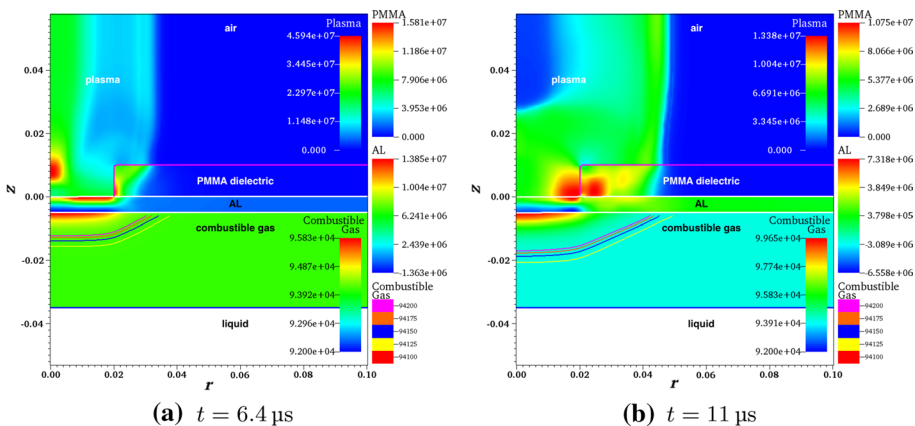 Plasma
PMMA
4.594e+07
3.445e+07
2.297e+07
1.148e+07
0.000
1.581e+07
1.186e+07
7.906e+06
3.953e+06
0.000
AL
1.385e+07
1.005e+07
6.242e+06
2.439e+06
-1.363e+06
Combustible
Gas
9.583e+04
9.487e+04
9.392e+04
9.296e+04
9.200e+04
Combustible
Gas
94200
94175
94150
94125
94100
air
plasma
PMMA dielectric
AL
combustible gas
liquid
z
0.04
0.02
0.00
-0.02
-0.04
0.00
0.02
0.04
0.06
0.08
0.10
r
(a) t = 6.4 μs
Plasma
PMMA
1.338e+07
1.004e+07
6.691e+06
3.345e+06
0.000
1.075e+07
8.066e+06
5.377e+06
2.689e+06
0.000
AL
7.318e+06
3.849e+06
3.798e+05
-3.089e+06
-6.558e+06
Combustible
Gas
9.965e+04
9.774e+04
9.583e+04
9.391e+04
9.200e+04
Combustible
Gas
94200
94175
94150
94125
94100
air
plasma
PMMA dielectric
AL
combustible gas
liquid
z
0.04
0.02
0.00
-0.02
-0.04
0.00
0.02
0.04
0.06
0.08
0.10
r
(b) t = 11 μs